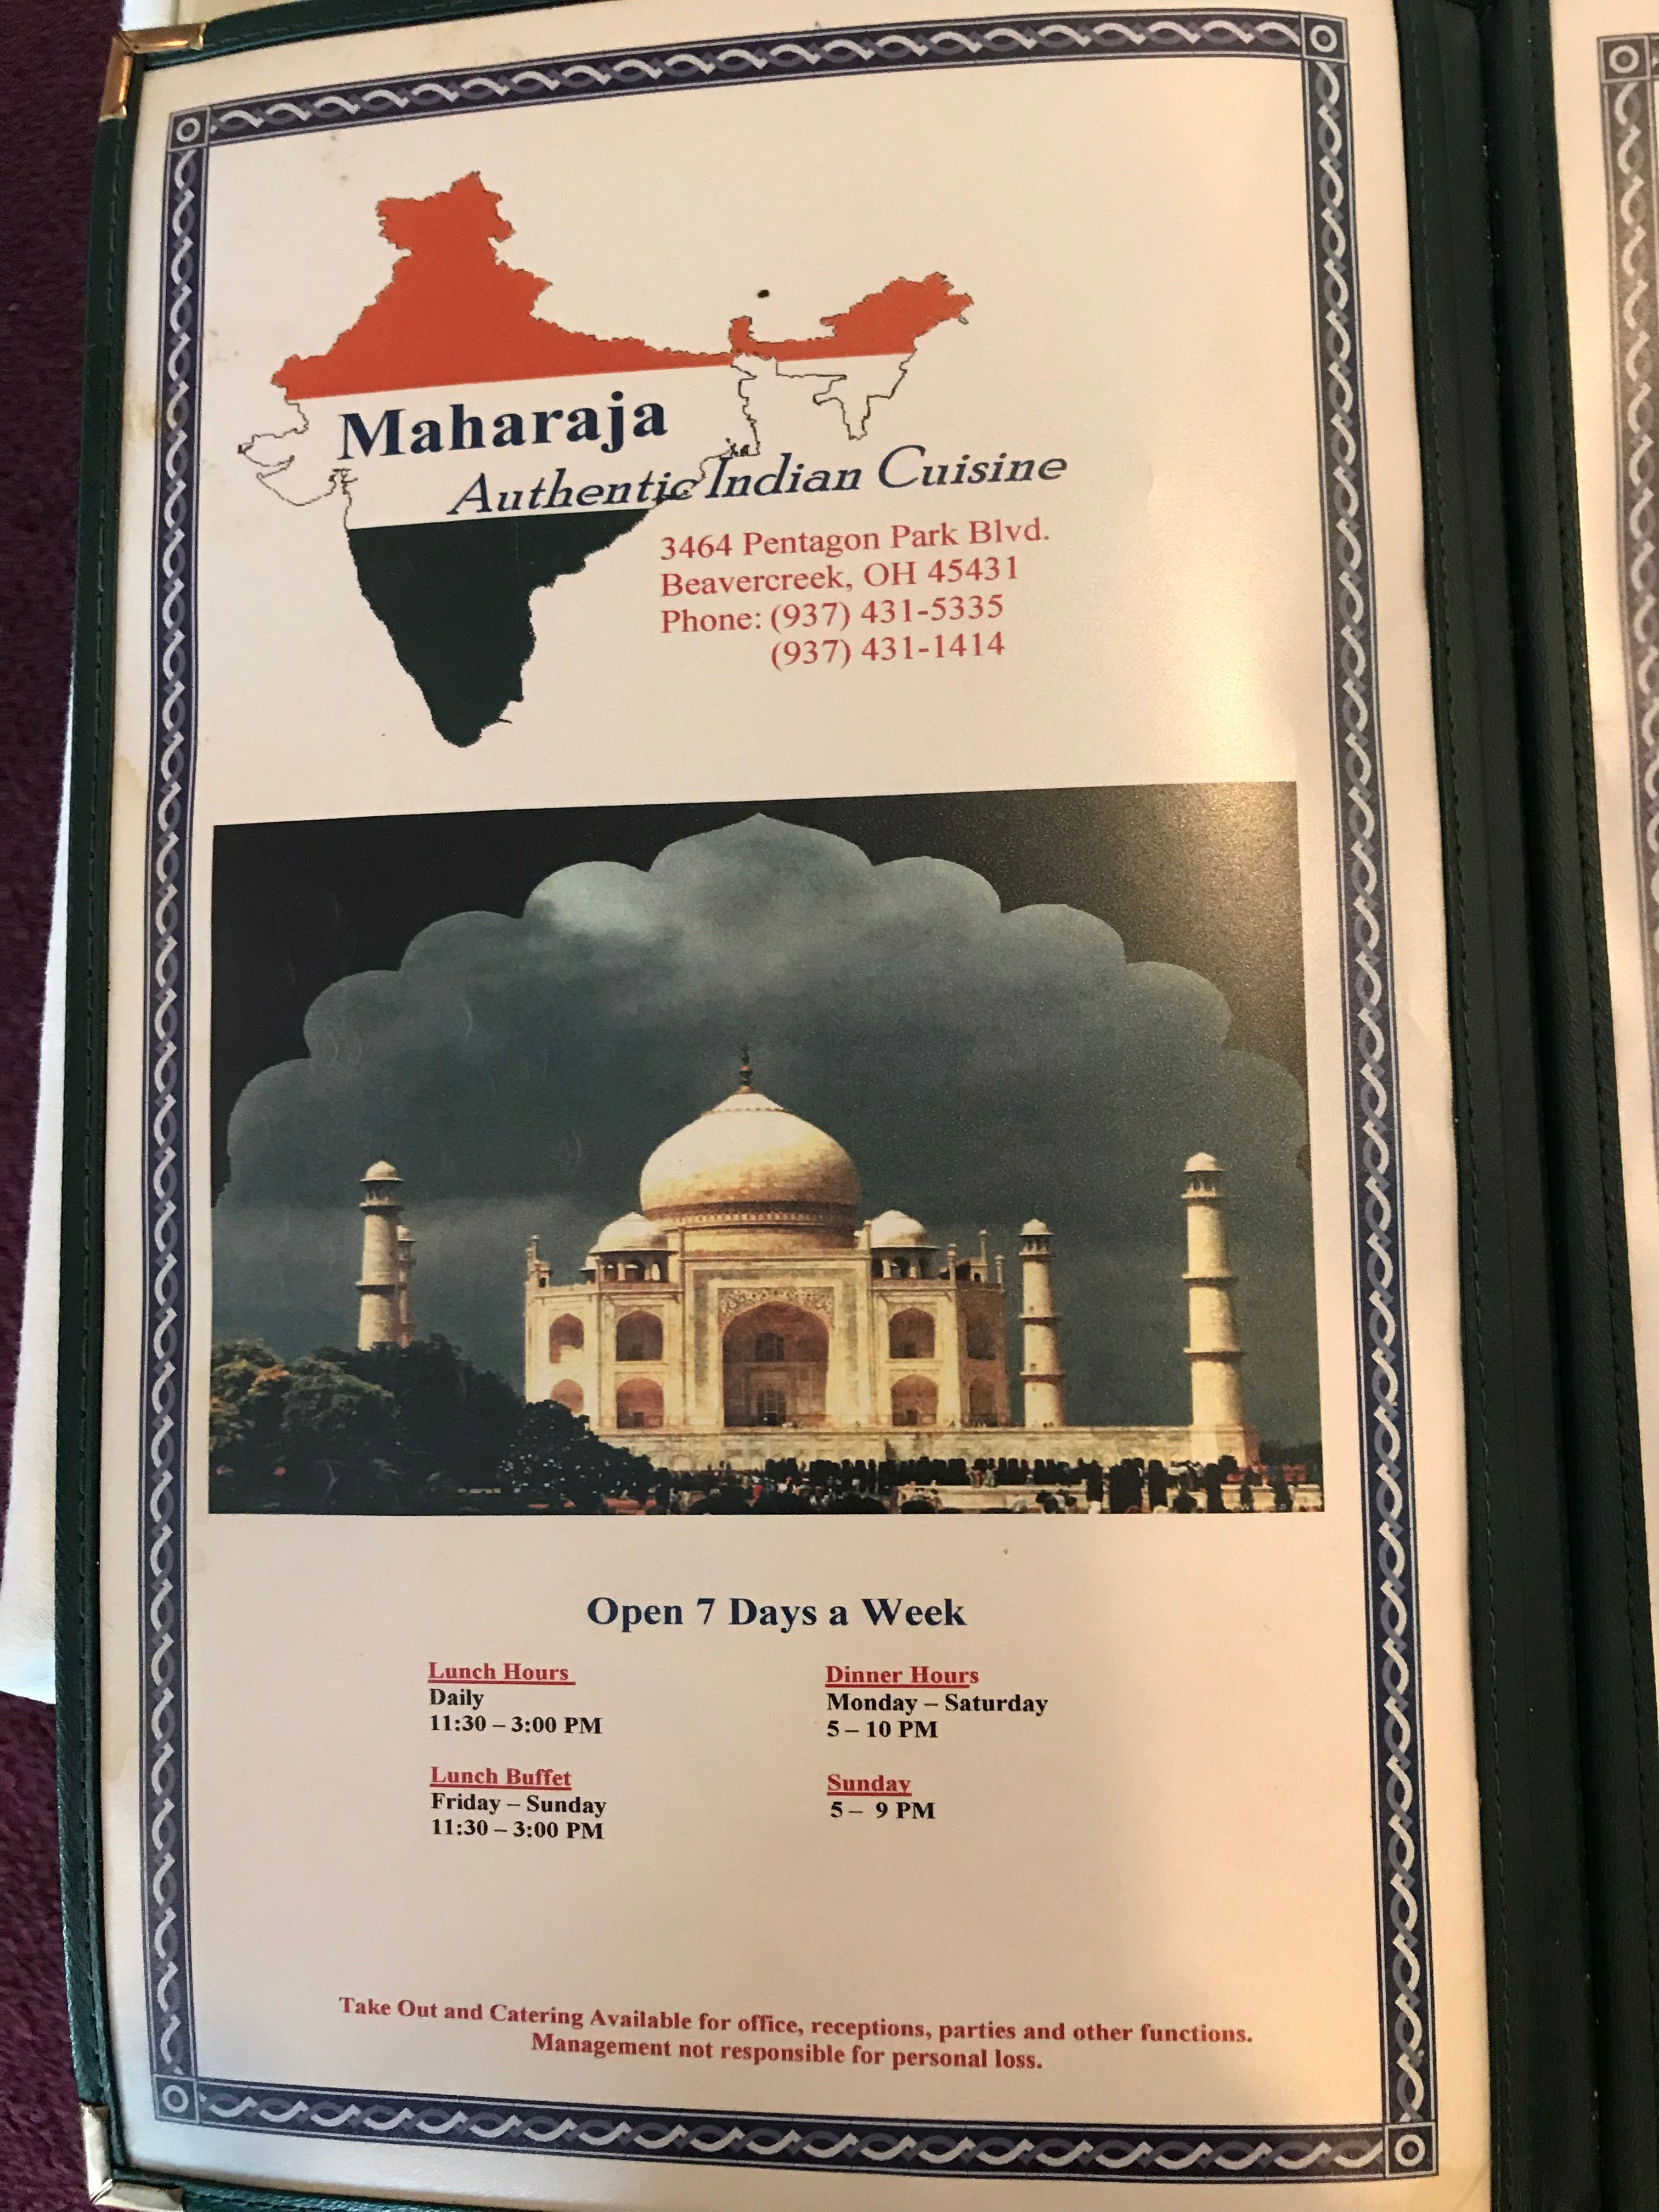 Maharaja
Authentic Indian Cuisine
3464 Pentagon Park Blvd.
Beavercreek, OH 45431
Phone: (937) 431-5335
(937) 431-1414
Open 7 Days a Week
Lunch Hours
Daily
11:30 – 3:00 PM
Lunch Buffet
Friday – Sunday
11:30 – 3:00 PM
Dinner Hours
Monday – Saturday
5 – 10 PM
Sunday
5 – 9 PM
Take Out and Catering Available for office, receptions, parties and other functions.
Management not responsible for personal loss.